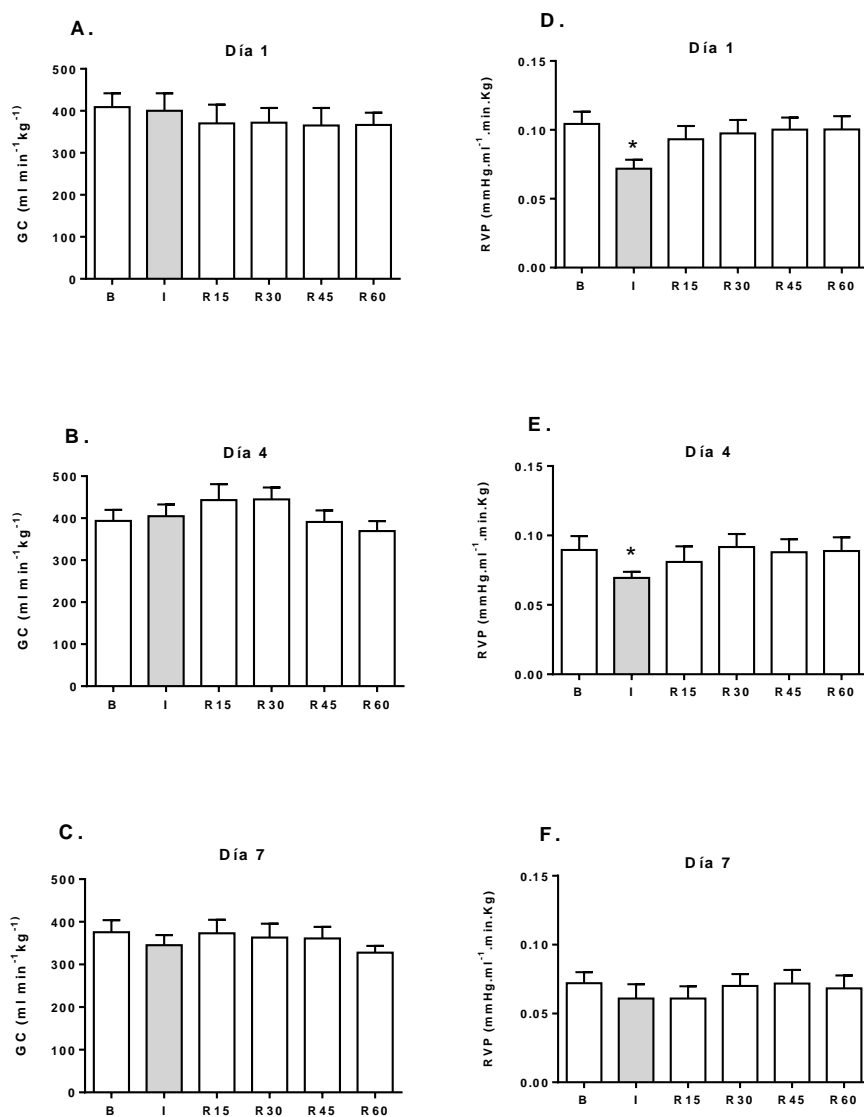 A.
Día 1
GC (ml min⁻¹kg⁻¹)
500
400
300
200
100
0
B I R15 R30 R45 R60
D.
Día 1
RVP (mmHg.ml⁻¹.min.Kg)
0.15
0.10
0.05
0.00
*
B I R15 R30 R45 R60
B.
Día 4
GC (ml min⁻¹kg⁻¹)
500
400
300
200
100
0
B I R15 R30 R45 R60
E.
Día 4
RVP (mmHg.ml⁻¹.min.Kg)
0.15
0.10
0.05
0.00
*
B I R15 R30 R45 R60
C.
Día 7
GC (ml min⁻¹kg⁻¹)
500
400
300
200
100
0
B I R15 R30 R45 R60
F.
Día 7
RVP (mmHg.ml⁻¹.min.Kg)
0.15
0.10
0.05
0.00
B I R15 R30 R45 R60